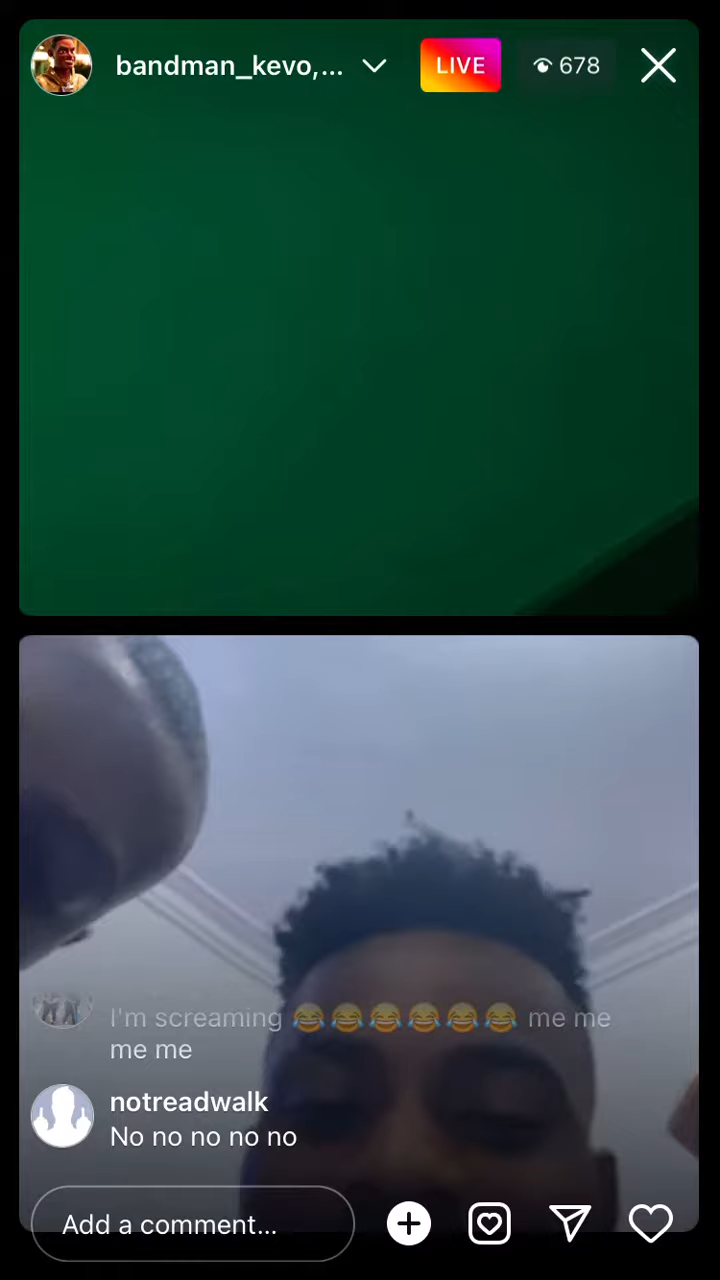 bandman_kevo,...
LIVE
678
I'm screaming 😂😂😂😂😂😂 me me
me me
notreadwalk
No no no no no
Add a comment...